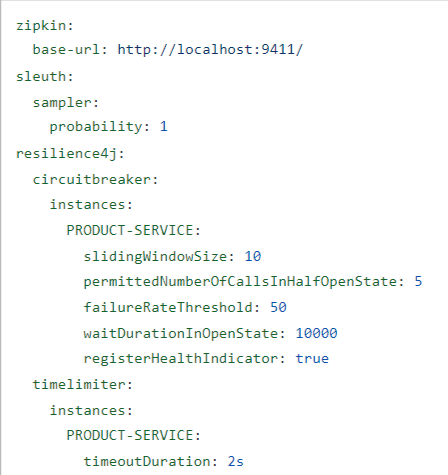 zipkin:
  base-url: http://localhost:9411/
sleuth:
  sampler:
    probability: 1
resilience4j:
  circuitbreaker:
    instances:
      PRODUCT-SERVICE:
        slidingWindowSize: 10
        permittedNumberOfCallsInHalfOpenState: 5
        failureRateThreshold: 50
        waitDurationInOpenState: 10000
        registerHealthIndicator: true
  timelimiter:
    instances:
      PRODUCT-SERVICE:
        timeoutDuration: 2s